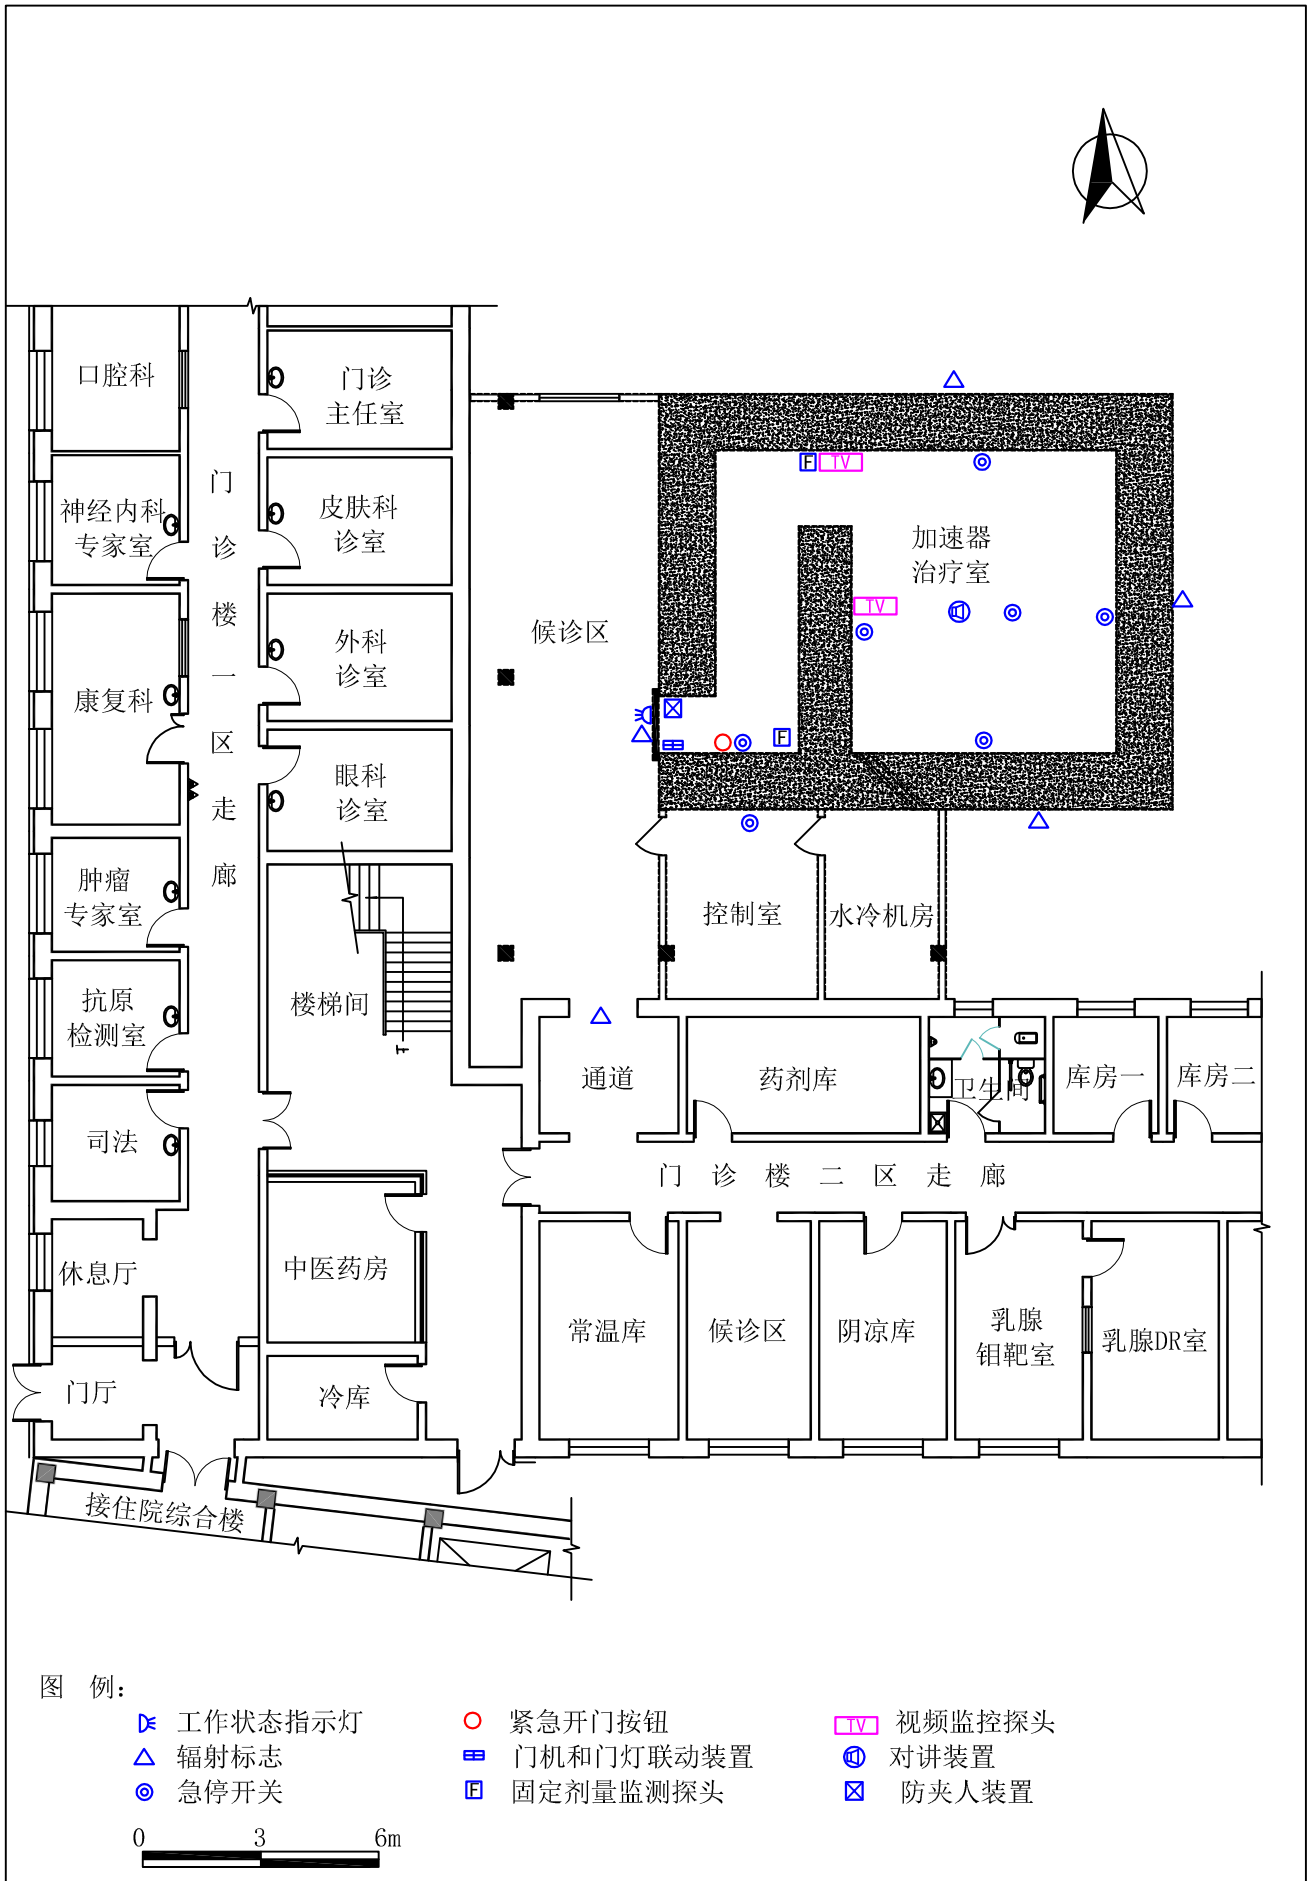 口腔科
门诊
主任室
门诊楼一区走廊
神经内科
专家室
皮肤科
诊室
F
TV
加速器
治疗室
TV
候诊区
外科
诊室
康复科
F
眼科
诊室
肿瘤
专家室
控制室
水冷机房
抗原
检测室
楼梯间
通道
药剂库
卫生间
库房一
库房二
司法
门诊楼二区走廊
休息厅
中医药房
常温库
候诊区
阴凉库
乳腺
钼靶室
乳腺DR室
门厅
冷库
接住院综合楼
图 例:
工作状态指示灯
紧急开门按钮
TV 视频监控探头
辐射标志
门机和门灯联动装置
对讲装置
急停开关
F 固定剂量监测探头
防夹人装置
0 3 6m